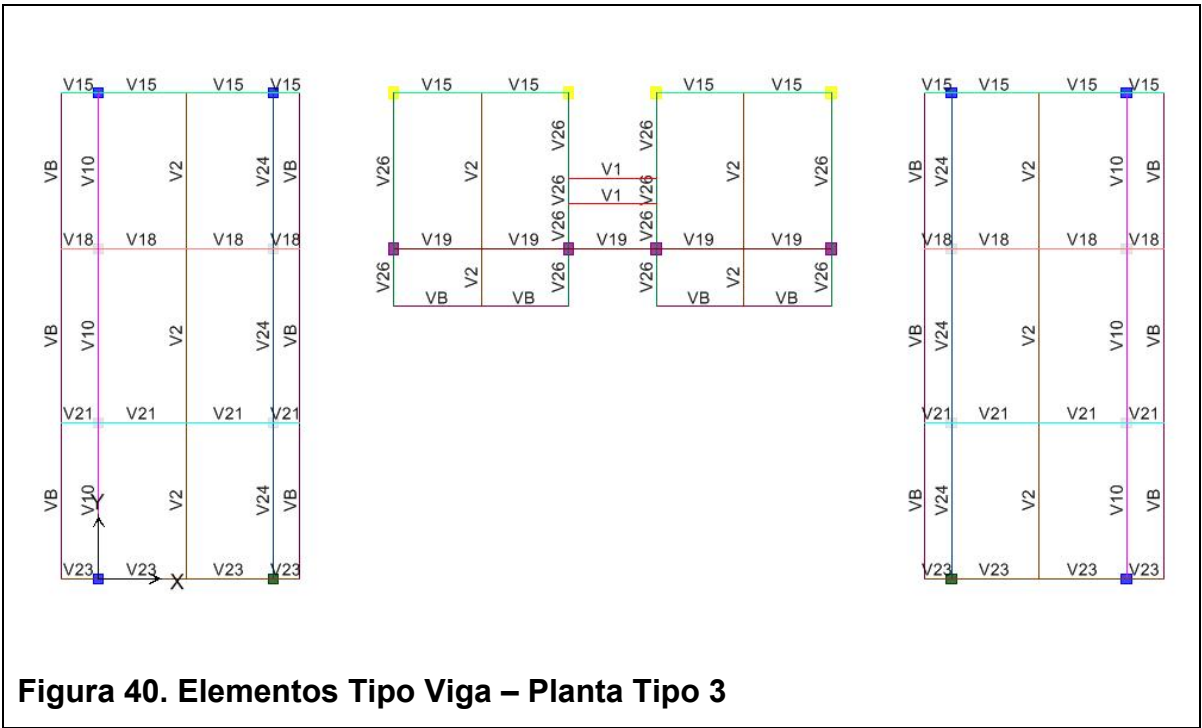 V15 V15 V15 V15 V15 V15 V15 V15 V15 V15 V15 V15
VB V10 V2 V24 VB V26 V2 V26 V26 V2 V26 VB V24 V2 V10 VB
V1
V26 V26
V1
V26 V26
V18 V18 V18 V18 V19 V19 V19 V19 V19 V18 V18 V18 V18
V26 V2 V26 V26 V2 V26
VB VB VB VB
VB V10 V2 V24 VB VB V24 V2 V10 VB
V21 V21 V21 V21 V21 V21 V21 V21
VB V10 V2 V24 VB VB V24 V2 V10 VB
Y
V23 V23 V23 V23 V23 V23 V23 V23
X
Figura 40. Elementos Tipo Viga – Planta Tipo 3